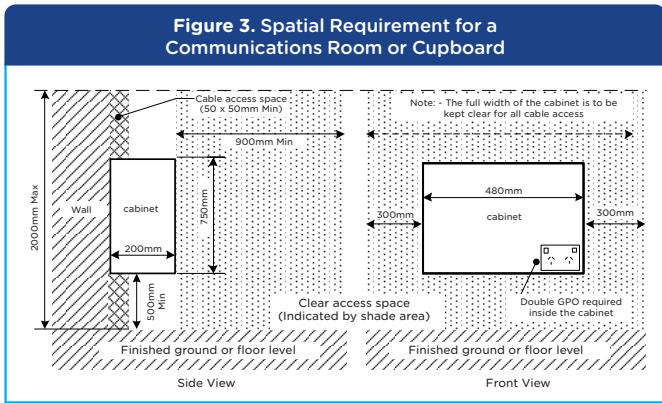 Figure 3. Spatial Requirement for a
Communications Room or Cupboard
Cable access space
(50 x 50mm Min)
900mm Min
2000mm Max
Wall
cabinet
750mm
200mm
500mm
Min
Clear access space
(Indicated by shade area)
Finished ground or floor level
Side View
Note: - The full width of the cabinet is to be
kept clear for all cable access
480mm
300mm
cabinet
300mm
Double GPO required
inside the cabinet
Finished ground or floor level
Front View